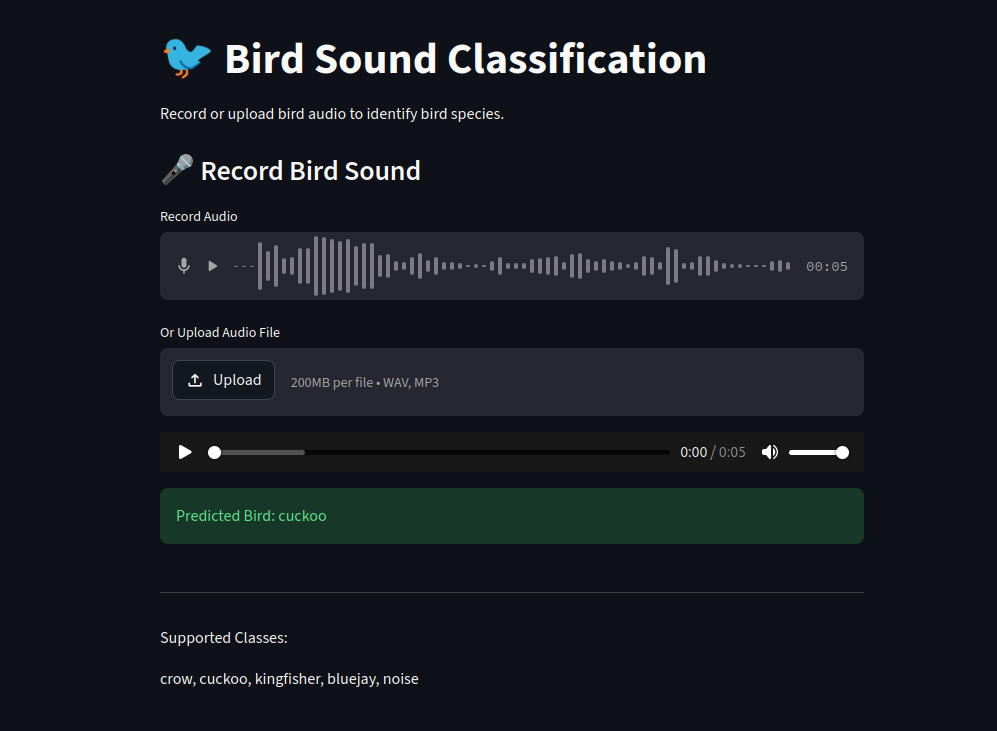 Bird Sound Classification
Record or upload bird audio to identify bird species.
Record Bird Sound
Record Audio
00:05
Or Upload Audio File
Upload 200MB per file • WAV, MP3
0:00 / 0:05
Predicted Bird: cuckoo
Supported Classes:
crow, cuckoo, kingfisher, bluejay, noise